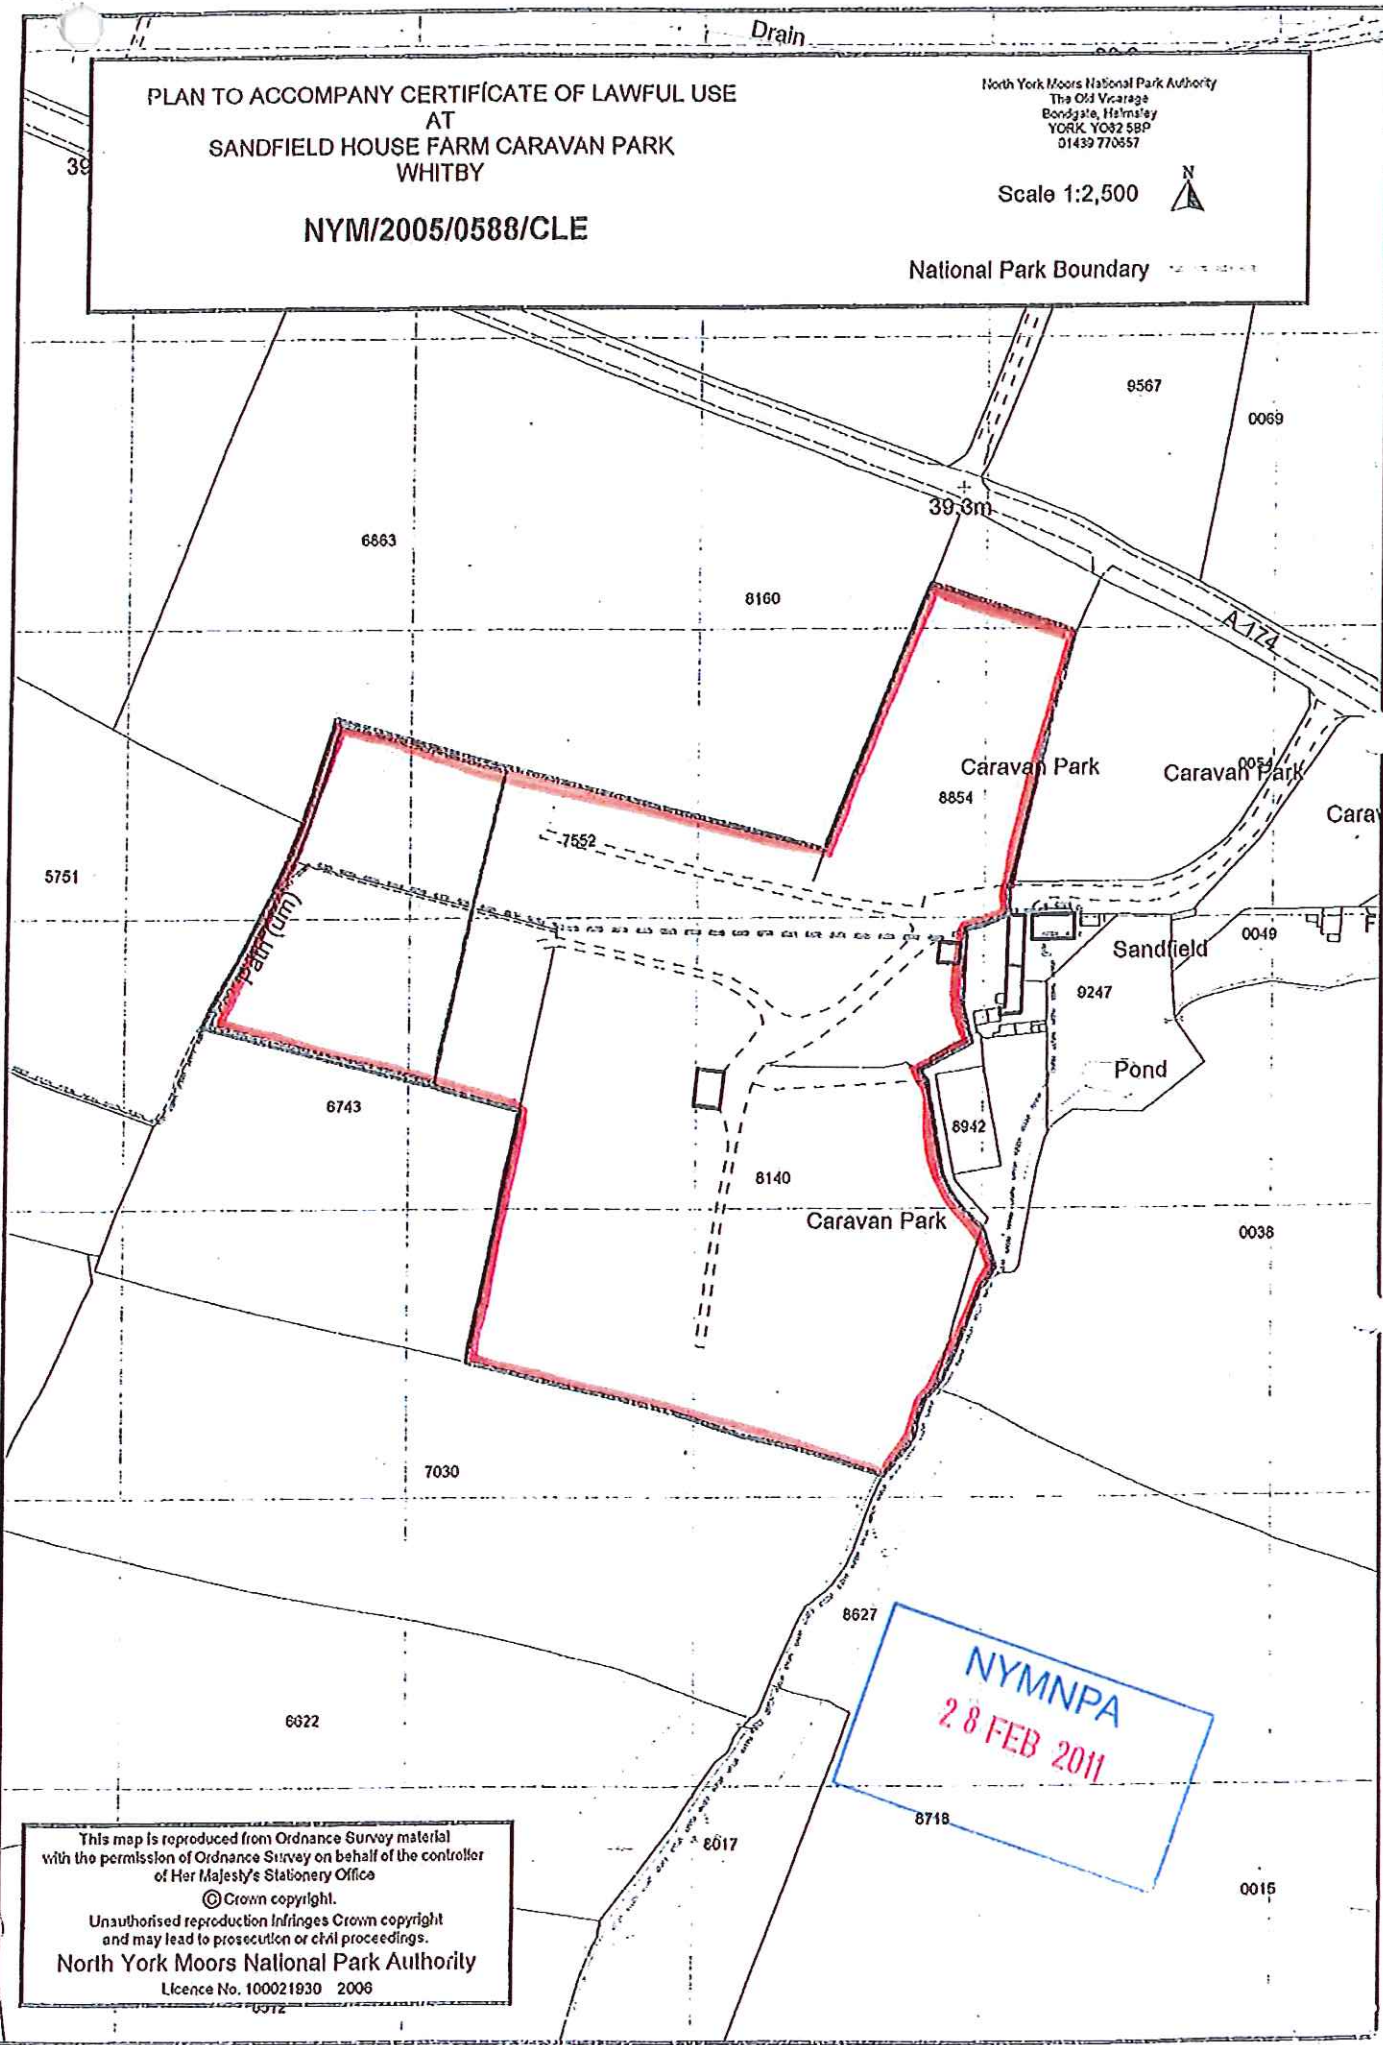 Drain
PLAN TO ACCOMPANY CERTIFICATE OF LAWFUL USE
AT
SANDFIELD HOUSE FARM CARAVAN PARK
WHITBY
NYM/2005/0588/CLE
North York Moors National Park Authority
The Old Vicarage
Bondgate, Helmsley
YORK YO62 5BP
01439 770657
Scale 1:2,500
N
National Park Boundary
39
9567
0069
39.3m
6863
8160
A 174
Caravan Park
0054
Caravan Park
8854
Carav
7552
5751
Path (um)
Sandfield
0049
F
9247
Pond
6743
8942
8140
Caravan Park
0038
7030
8627
NYMNPA
28 FEB 2011
6622
8718
8617
0015
This map is reproduced from Ordnance Survey material
with the permission of Ordnance Survey on behalf of the controller
of Her Majesty's Stationery Office
© Crown copyright.
Unauthorised reproduction infringes Crown copyright
and may lead to prosecution or civil proceedings.
North York Moors National Park Authority
Licence No. 100021930 2006